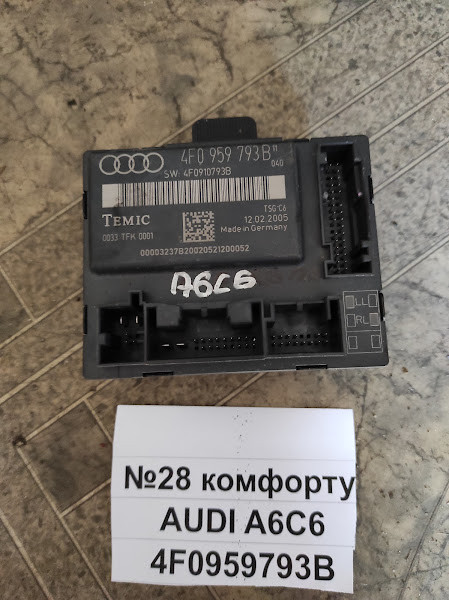 4F0 959 793B "
040
SW: 4F0910793B
TEMIC
0033 TFK 0001
TSG-C6
12.02.2005
Made in Germany
00003237B20020521200052
A6C6
LL
RL
№28 комфорту
AUDI A6C6
4F0959793B